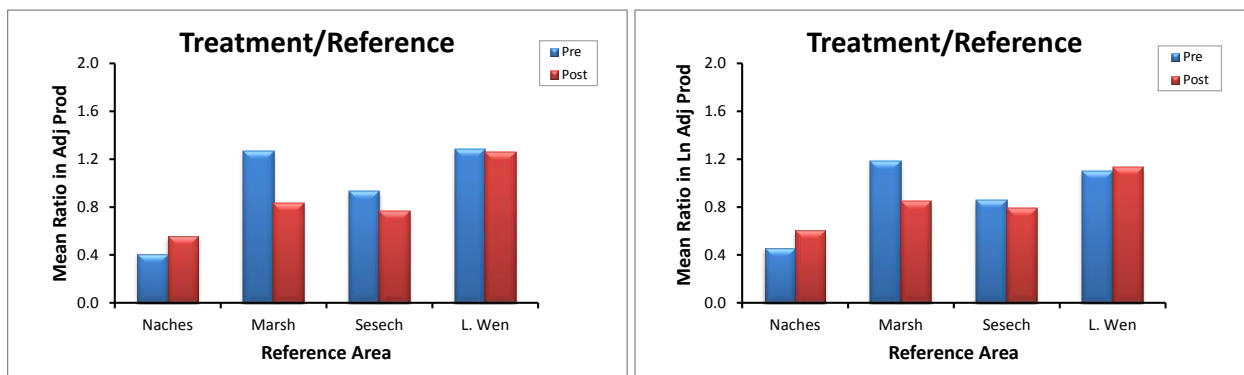 Treatment/Reference
Pre
Post
Mean Ratio in Adj Prod
2.0
1.6
1.2
0.8
0.4
0.0
Naches Marsh Sesech L. Wen
Reference Area
Treatment/Reference
Pre
Post
Mean Ratio in Ln Adj Prod
2.0
1.6
1.2
0.8
0.4
0.0
Naches Marsh Sesech L. Wen
Reference Area